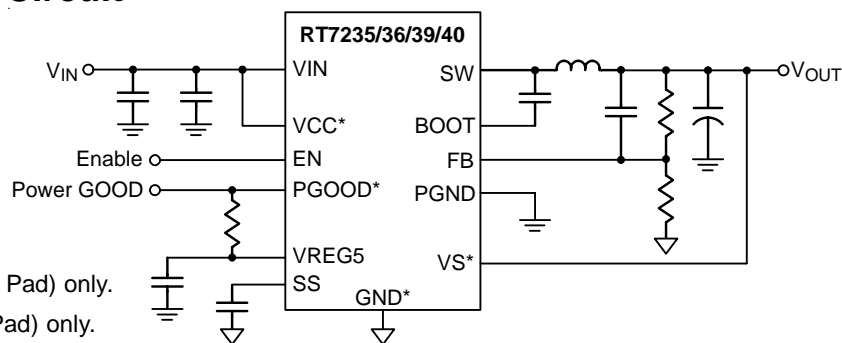 RT7235/36/39/40
VIN
VIN
SW
VOUT
VCC*
BOOT
Enable
EN
FB
Power GOOD
PGOOD*
PGND
VREG5
VS*
Pad) only.
SS
GND*
Pad) only.